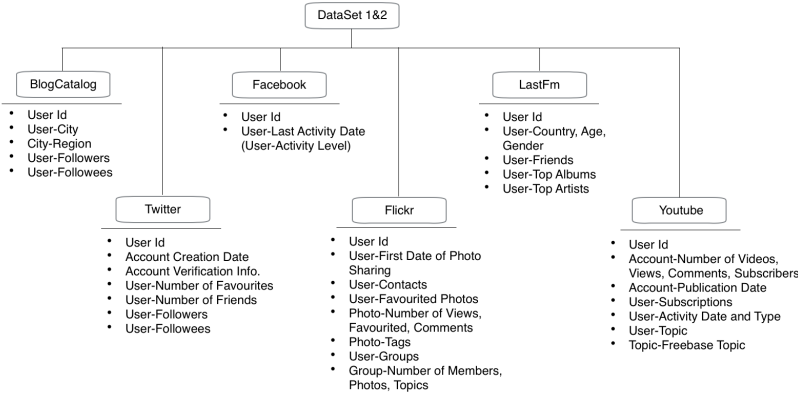 DataSet 1&2
BlogCatalog
• User Id
• User-City
• City-Region
• User-Followers
• User-Followees
Facebook
• User Id
• User-Last Activity Date
(User-Activity Level)
LastFm
• User Id
• User-Country, Age,
Gender
• User-Friends
• User-Top Albums
• User-Top Artists
Twitter
• User Id
• Account Creation Date
• Account Verification Info.
• User-Number of Favourites
• User-Number of Friends
• User-Followers
• User-Followees
Flickr
• User Id
• User-First Date of Photo
Sharing
• User-Contacts
• User-Favourited Photos
• Photo-Number of Views,
Favourited, Comments
• Photo-Tags
• User-Groups
• Group-Number of Members,
Photos, Topics
Youtube
• User Id
• Account-Number of Videos,
Views, Comments, Subscribers
• Account-Publication Date
• User-Subscriptions
• User-Activity Date and Type
• User-Topic
• Topic-Freebase Topic